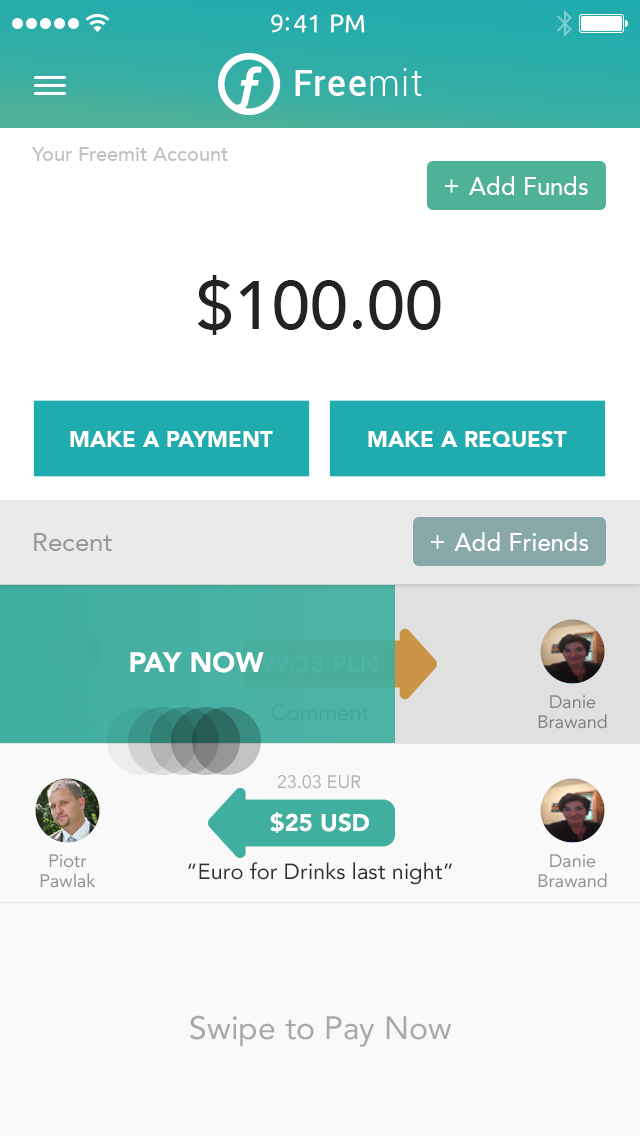 9:41 PM
f Freemit
Your Freemit Account
+ Add Funds
$100.00
MAKE A PAYMENT
MAKE A REQUEST
Recent
+ Add Friends
PAY NOW
99.33 PLN
Comment
Danie
Brawand
23.03 EUR
$25 USD
“Euro for Drinks last night”
Piotr
Pawlak
Danie
Brawand
Swipe to Pay Now